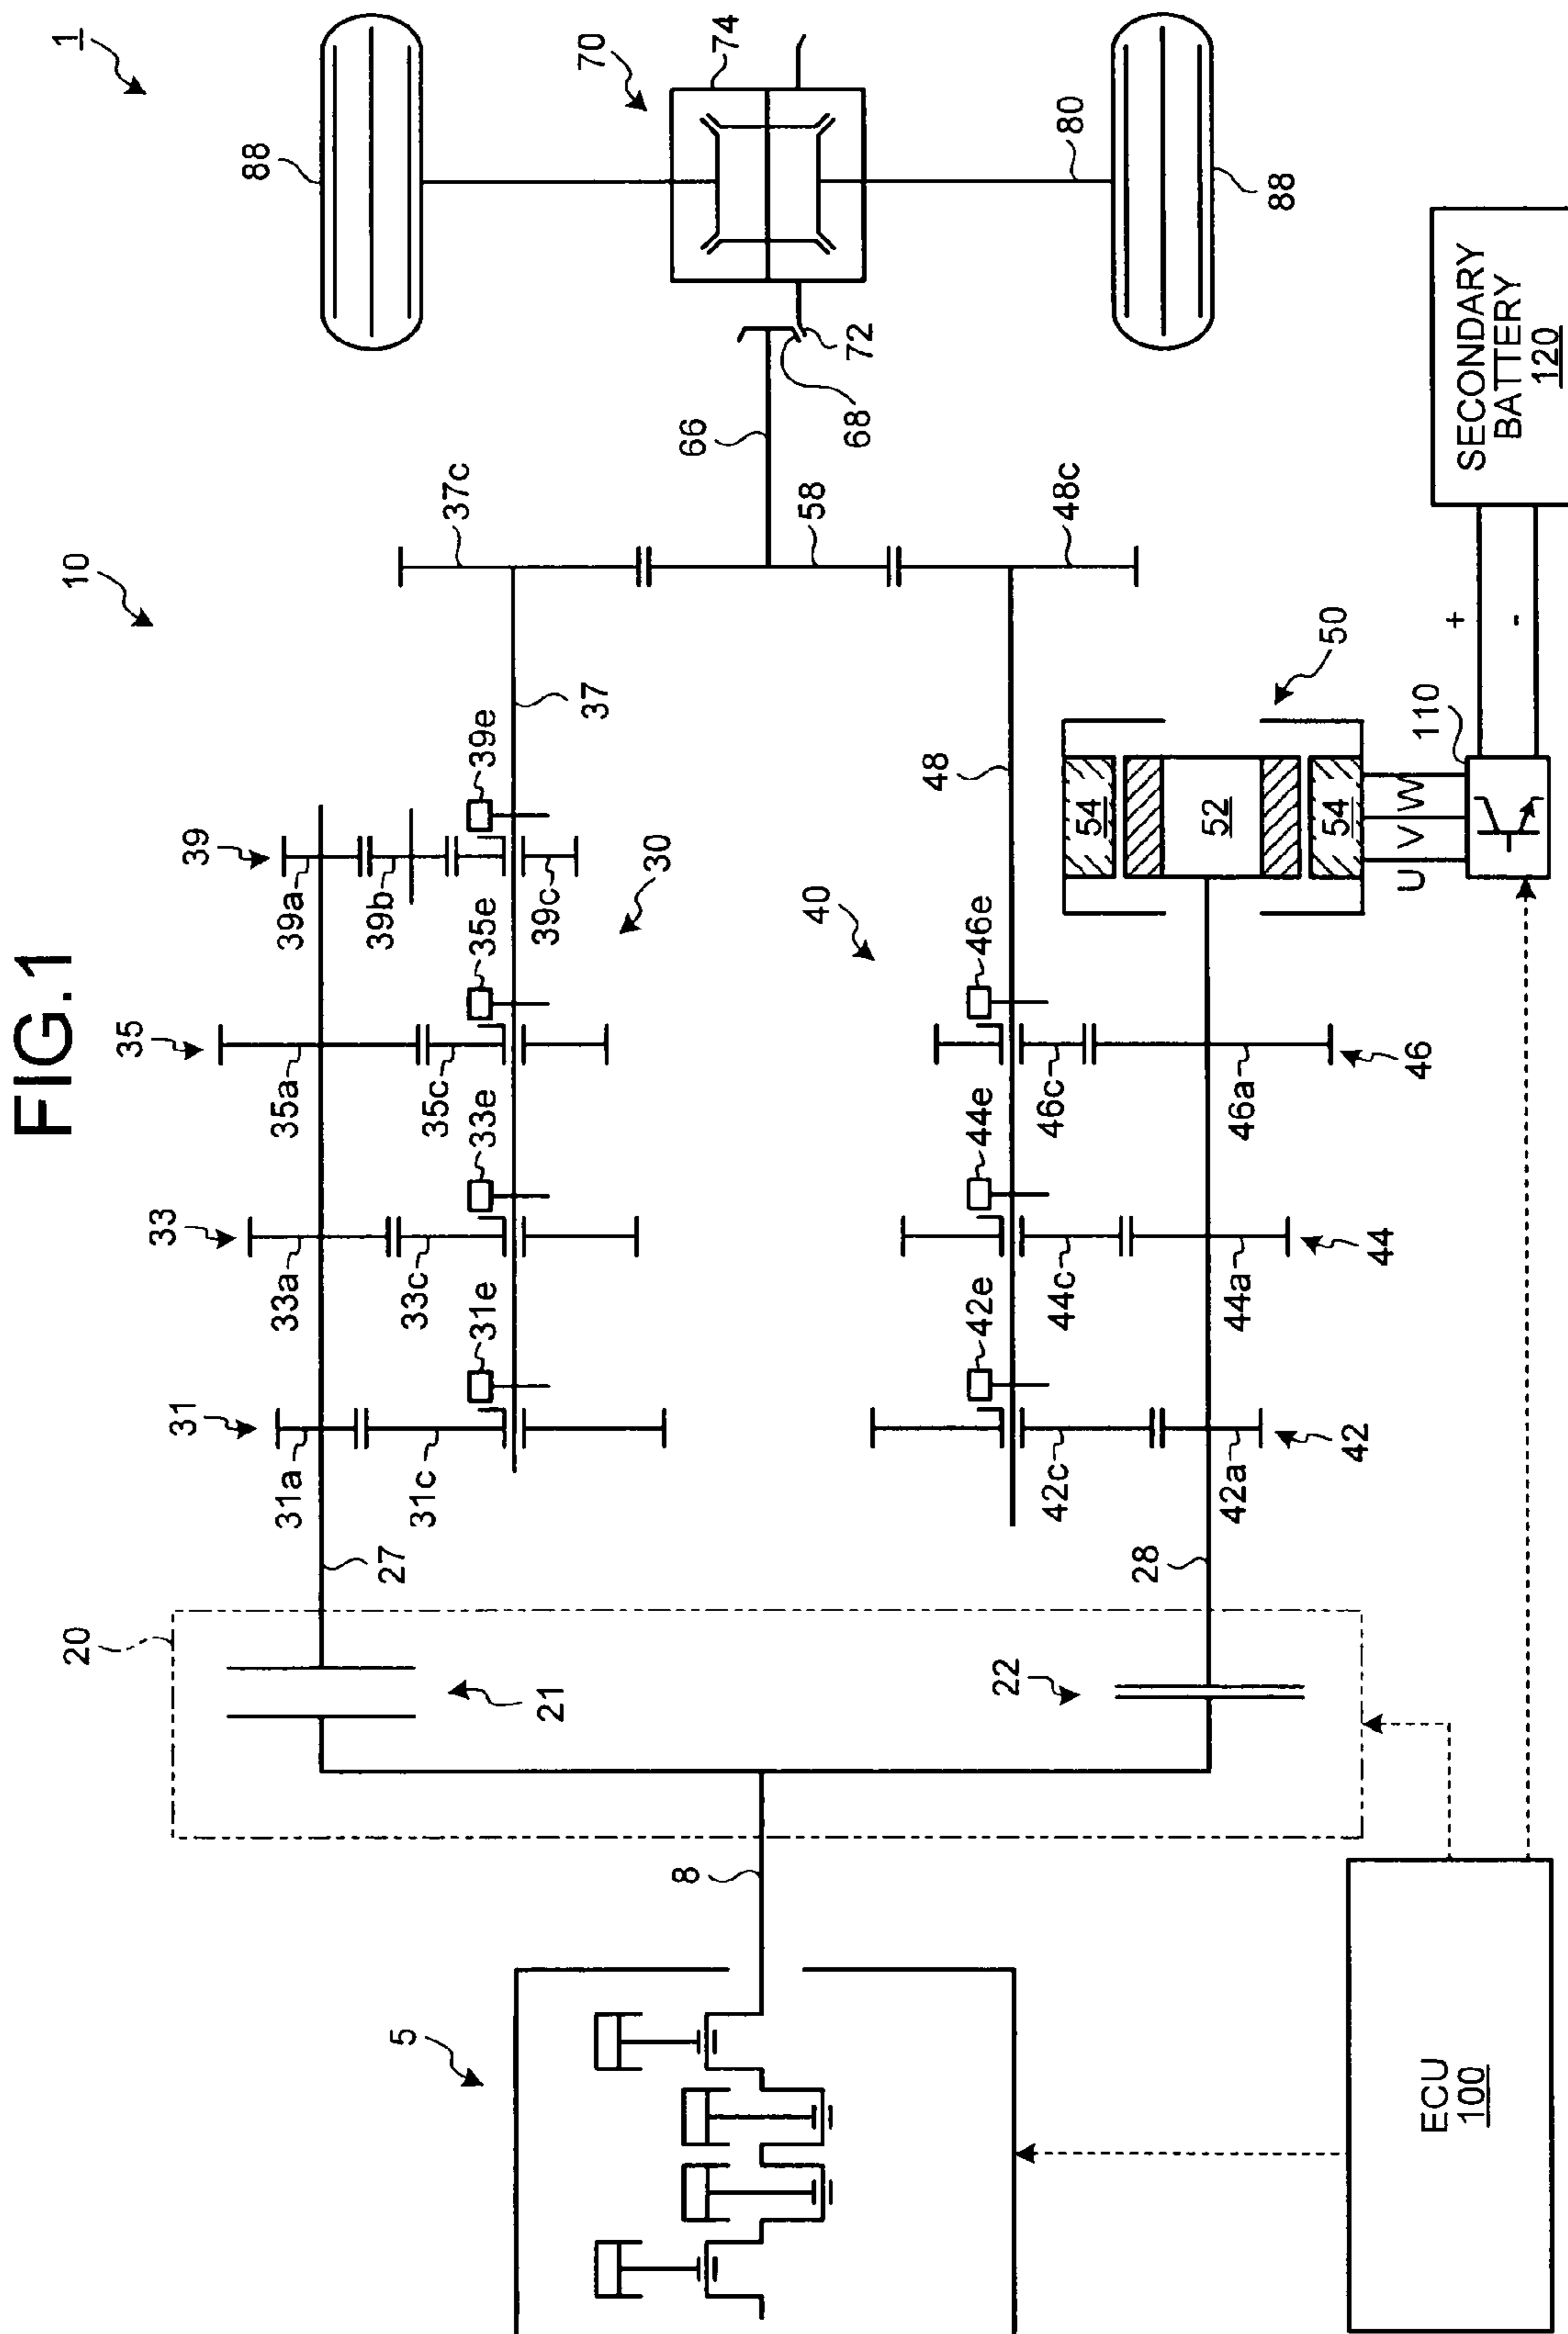 FIG.1
1
10
88
70
74
80
88
72
68
66
37c
58
48c
39
39a
39b
39e
39c
37
30
35
35a
35c
35e
33
33a
33c
33e
31
31a
31c
31e
40
48
46e
46c
46a
46
44e
44c
44a
44
42e
42c
42a
42
50
54
52
54
U V W
110
+
-
SECONDARY
BATTERY
120
20
27
21
22
28
8
5
ECU
100